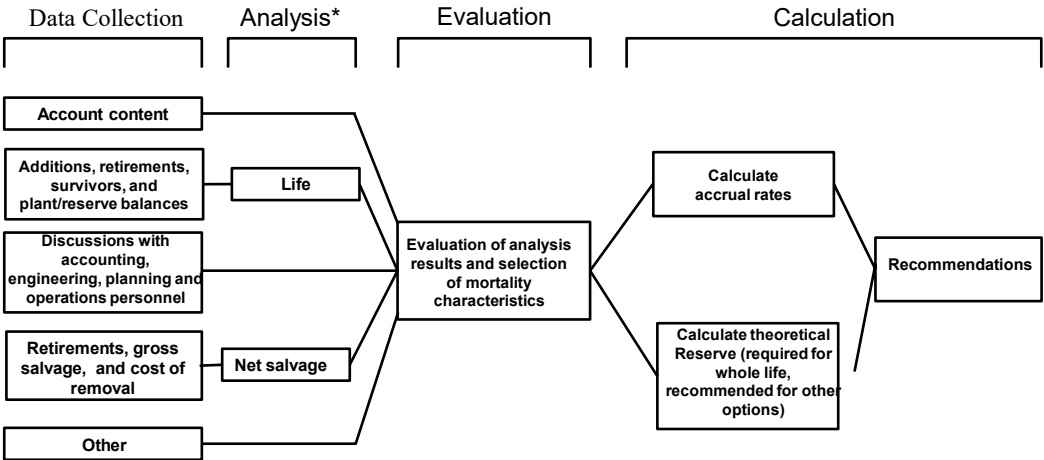 Data Collection
Analysis*
Evaluation
Calculation
Account content
Additions, retirements,
survivors, and
plant/reserve balances
Life
Discussions with
accounting,
engineering, planning and
operations personnel
Retirements, gross
salvage, and cost of
removal
Net salvage
Other
Evaluation of analysis
results and selection
of mortality
characteristics
Calculate
accrual rates
Calculate theoretical
Reserve (required for
whole life,
recommended for other
options)
Recommendations